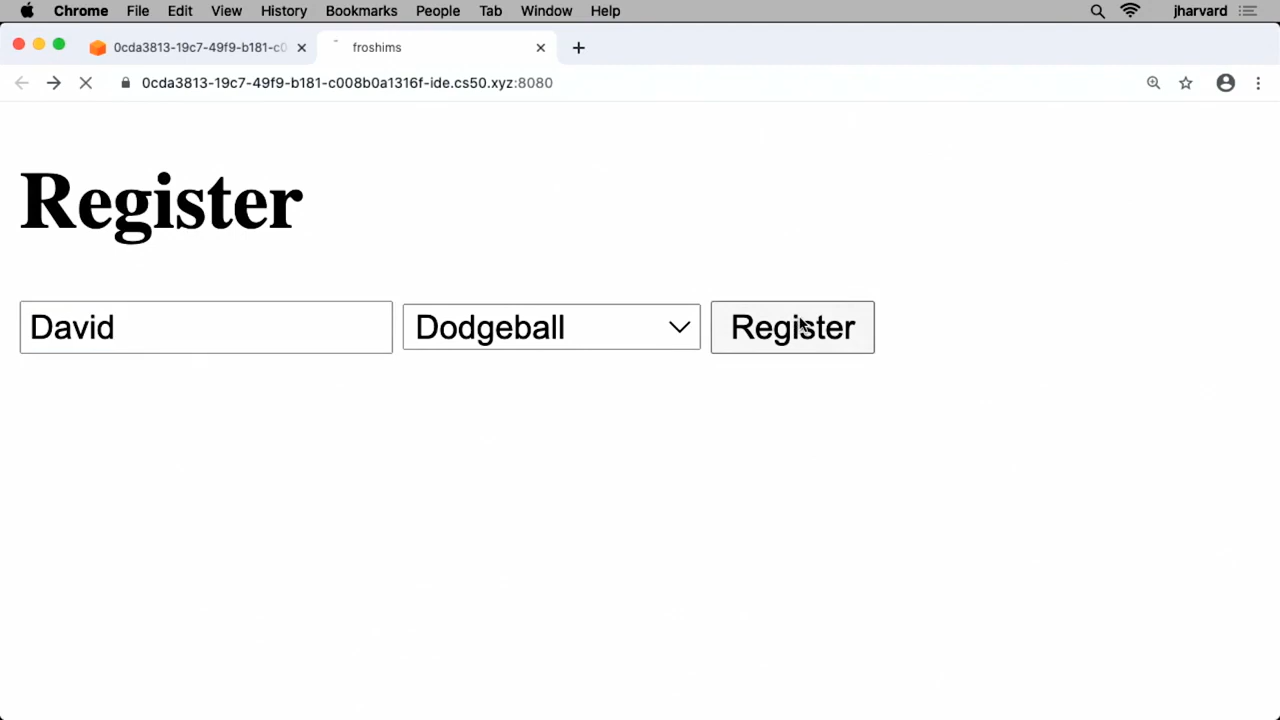 Chrome File Edit View History Bookmarks People Tab Window Help jharvard
0cda3813-19c7-49f9-b181-c0 froshims
0cda3813-19c7-49f9-b181-c008b0a1316f-ide.cs50.xyz:8080
Register
David Dodgeball Register